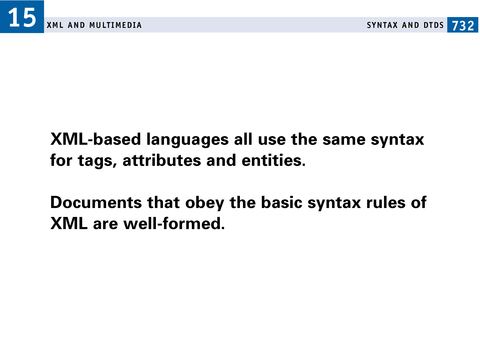 15
XML AND MULTIMEDIA
SYNTAX AND DTDS
732
XML-based languages all use the same syntax
for tags, attributes and entities.
Documents that obey the basic syntax rules of
XML are well-formed.